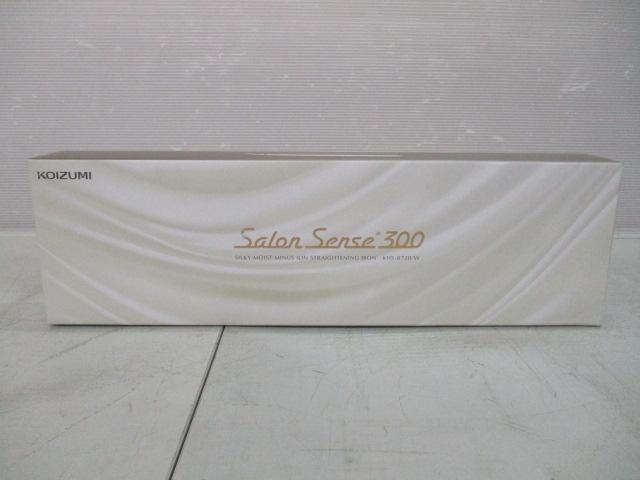 KOIZUMI
Salon Sense 300
SILKY MOIST MINUS ION STRAIGHTENING IRON KHS-8720/W